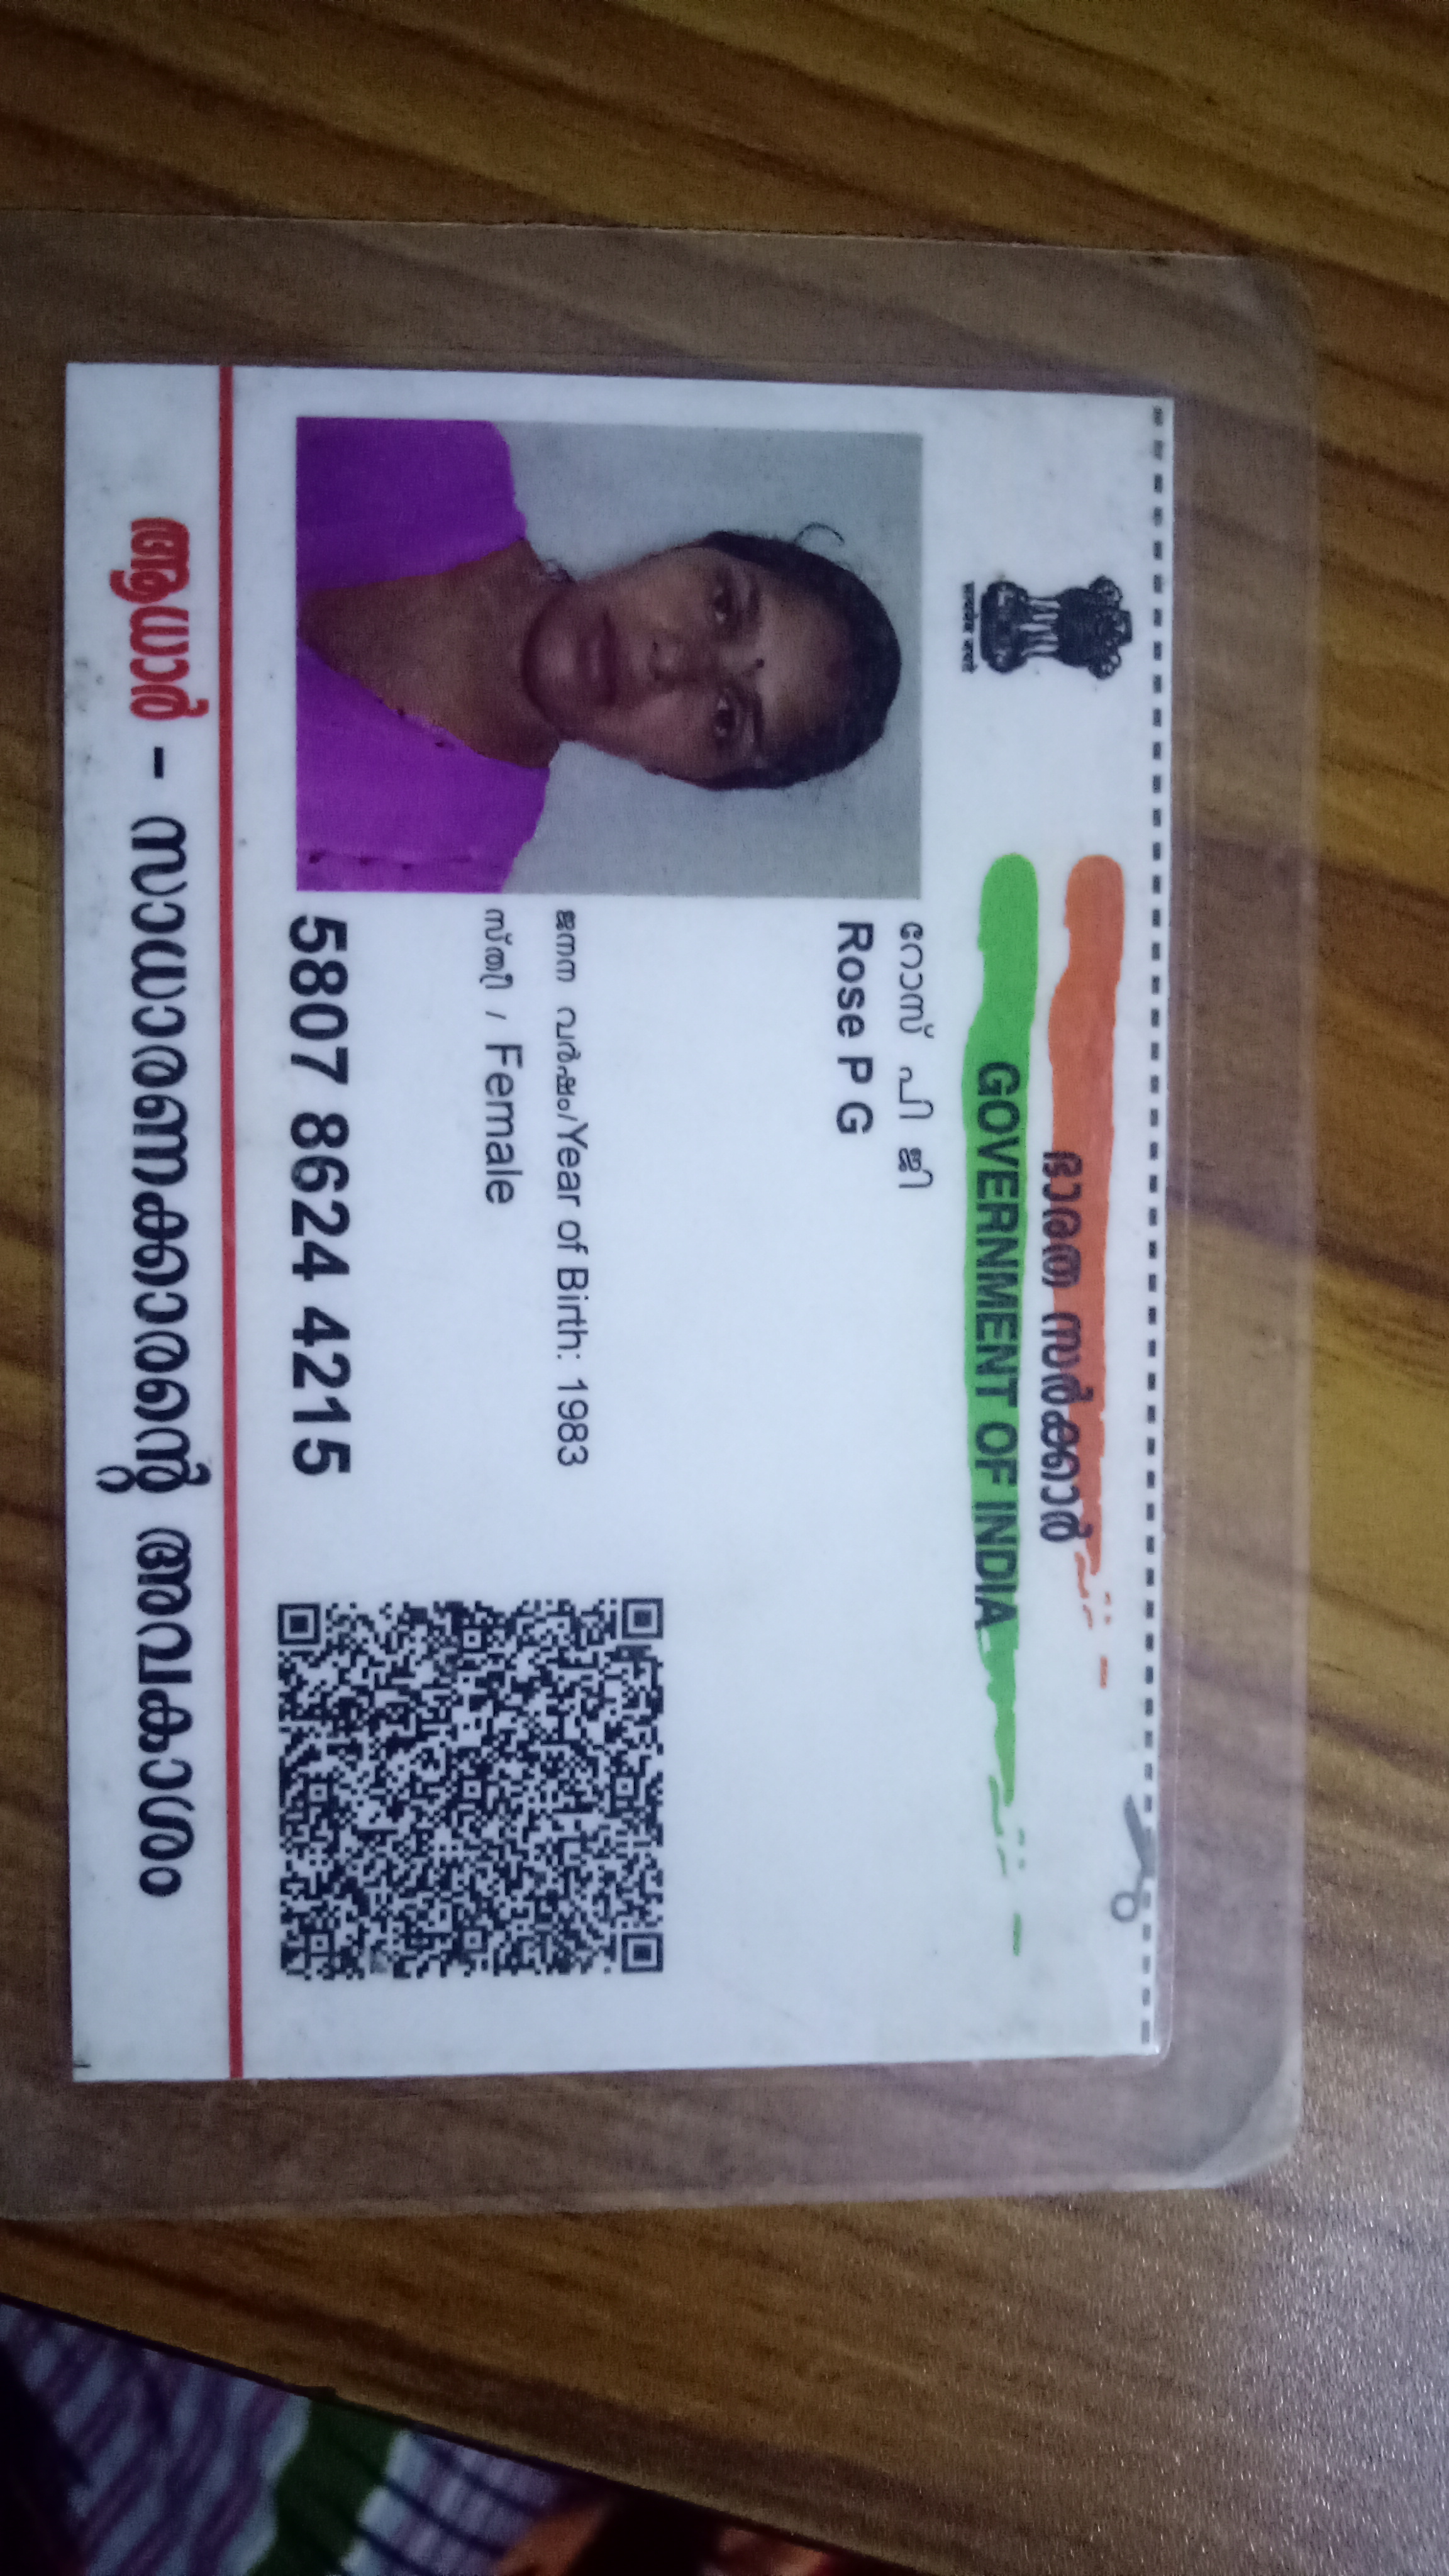 ഭാരത സർക്കാർ
GOVERNMENT OF INDIA
सत्यमेव जयते
റോസ് പി ജി
Rose P G
ജനന വർഷം/Year of Birth: 1983
സ്ത്രീ / Female
5807 8624 4215
ആധാർ - സാധാരണക്കാരന്റെ അവകാശം